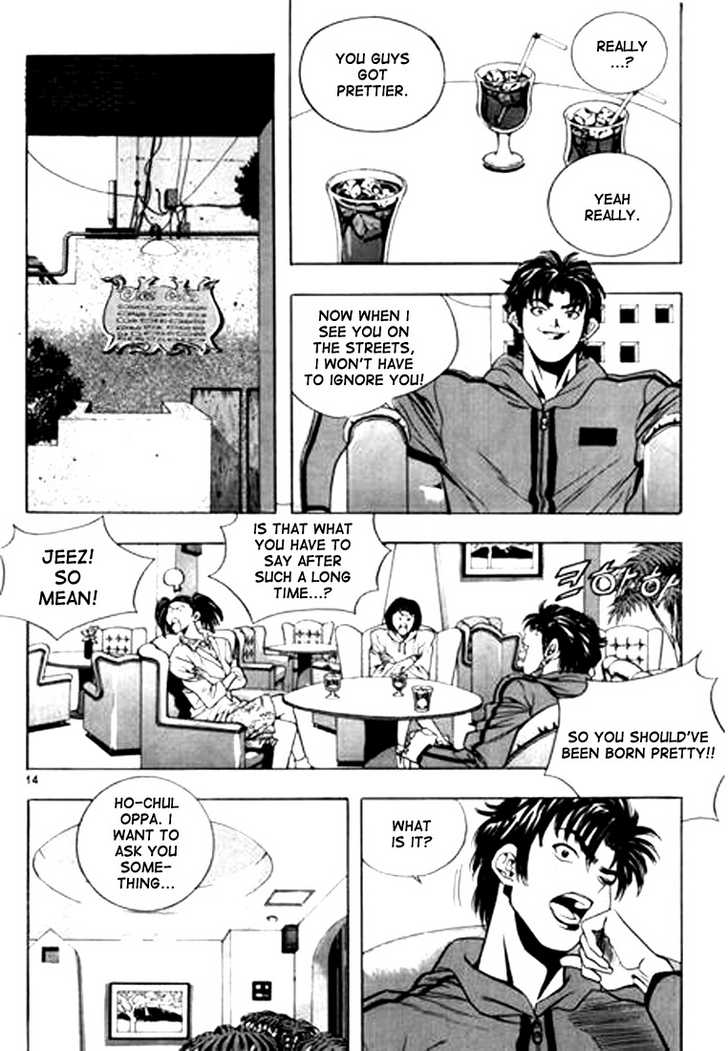 YOU GUYS
GOT
PRETTIER.
REALLY
...?
YEAH
REALLY.
NOW WHEN I
SEE YOU ON
THE STREETS,
I WON'T HAVE
TO IGNORE YOU!
JEEZ!
SO
MEAN!
IS THAT WHAT
YOU HAVE TO
SAY AFTER
SUCH A LONG
TIME...?
크하하
SO YOU SHOULD'VE
BEEN BORN PRETTY!!
14
HO-CHUL
OPPA. I
WANT TO
ASK YOU
SOME-
THING...
WHAT
IS IT?